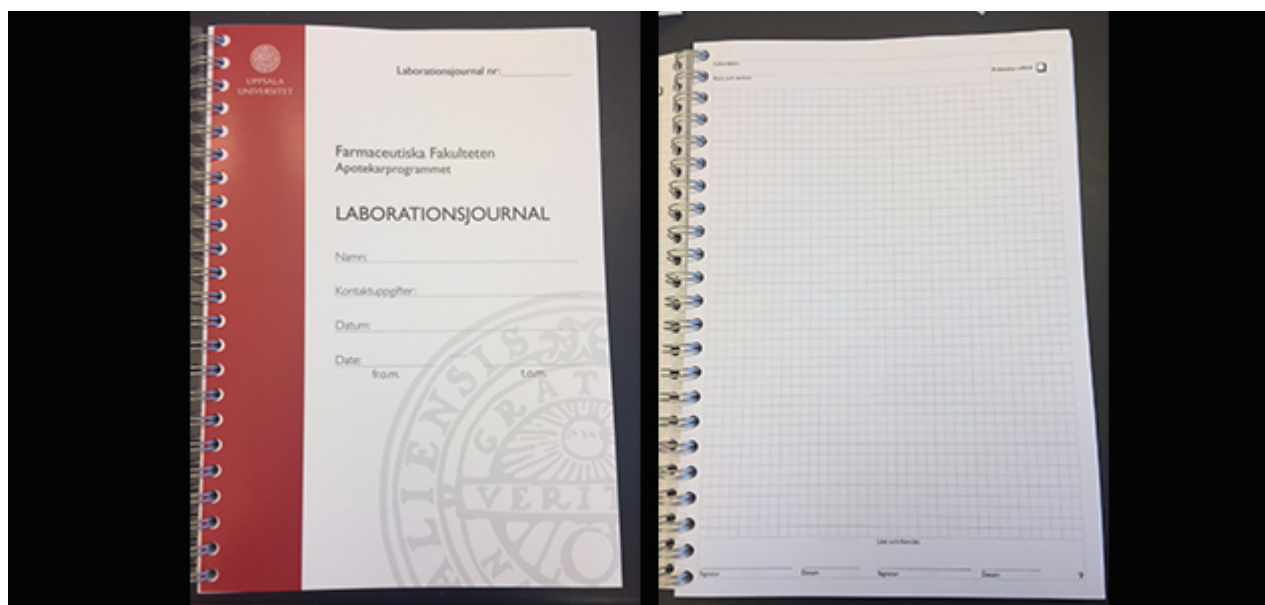 UPPSALA
UNIVERSITET
Laborationsjournal nr:
Farmaceutiska Fakulteten
Apotekarprogrammet
LABORATIONSJOURNAL
Namn:
Kontaktuppgifter:
Datum:
Date:
fr.o.m. t.o.m.
GRAT
VERIT
Läst och förstått
Signatur Datum Signatur Datum 9